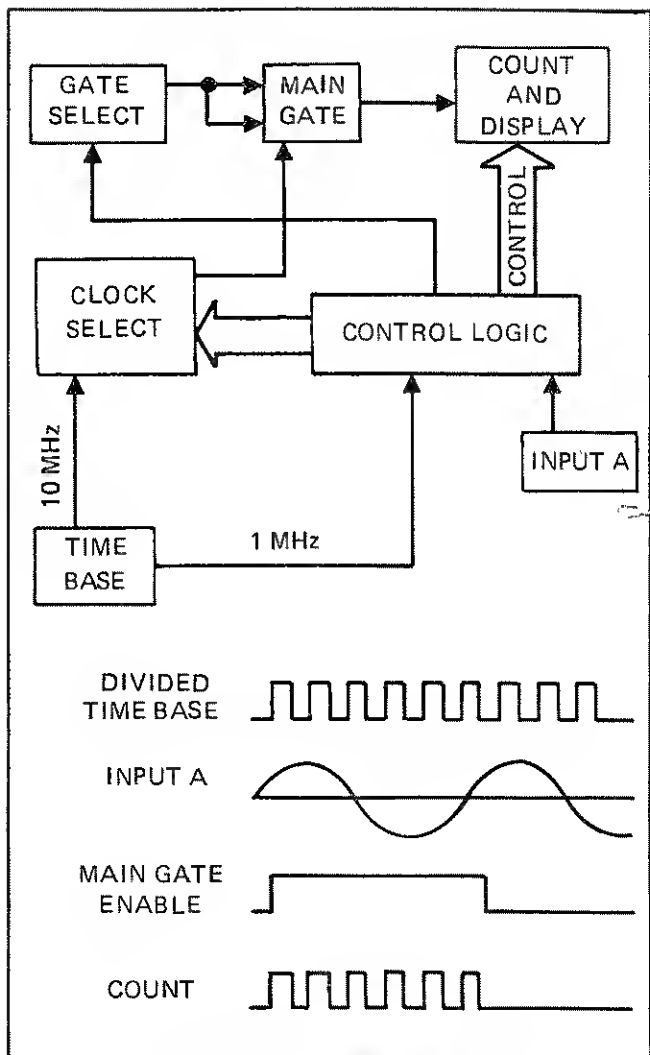 GATE
SELECT
MAIN
GATE
COUNT
AND
DISPLAY
CONTROL
CLOCK
SELECT
CONTROL LOGIC
10 MHz
INPUT A
TIME
BASE
1 MHz
DIVIDED
TIME BASE
INPUT A
MAIN GATE
ENABLE
COUNT